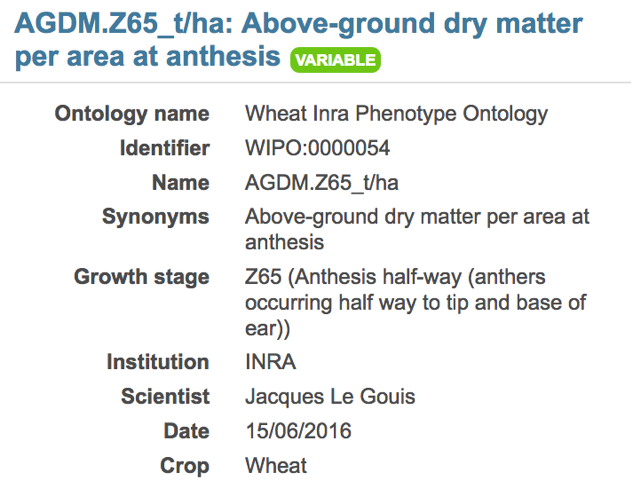 AGDM.Z65_t/ha: Above-ground dry matter
per area at anthesis VARIABLE
Ontology name Wheat Inra Phenotype Ontology
Identifier WIPO:0000054
Name AGDM.Z65_t/ha
Synonyms Above-ground dry matter per area at
anthesis
Growth stage Z65 (Anthesis half-way (anthers
occurring half way to tip and base of
ear))
Institution INRA
Scientist Jacques Le Gouis
Date 15/06/2016
Crop Wheat